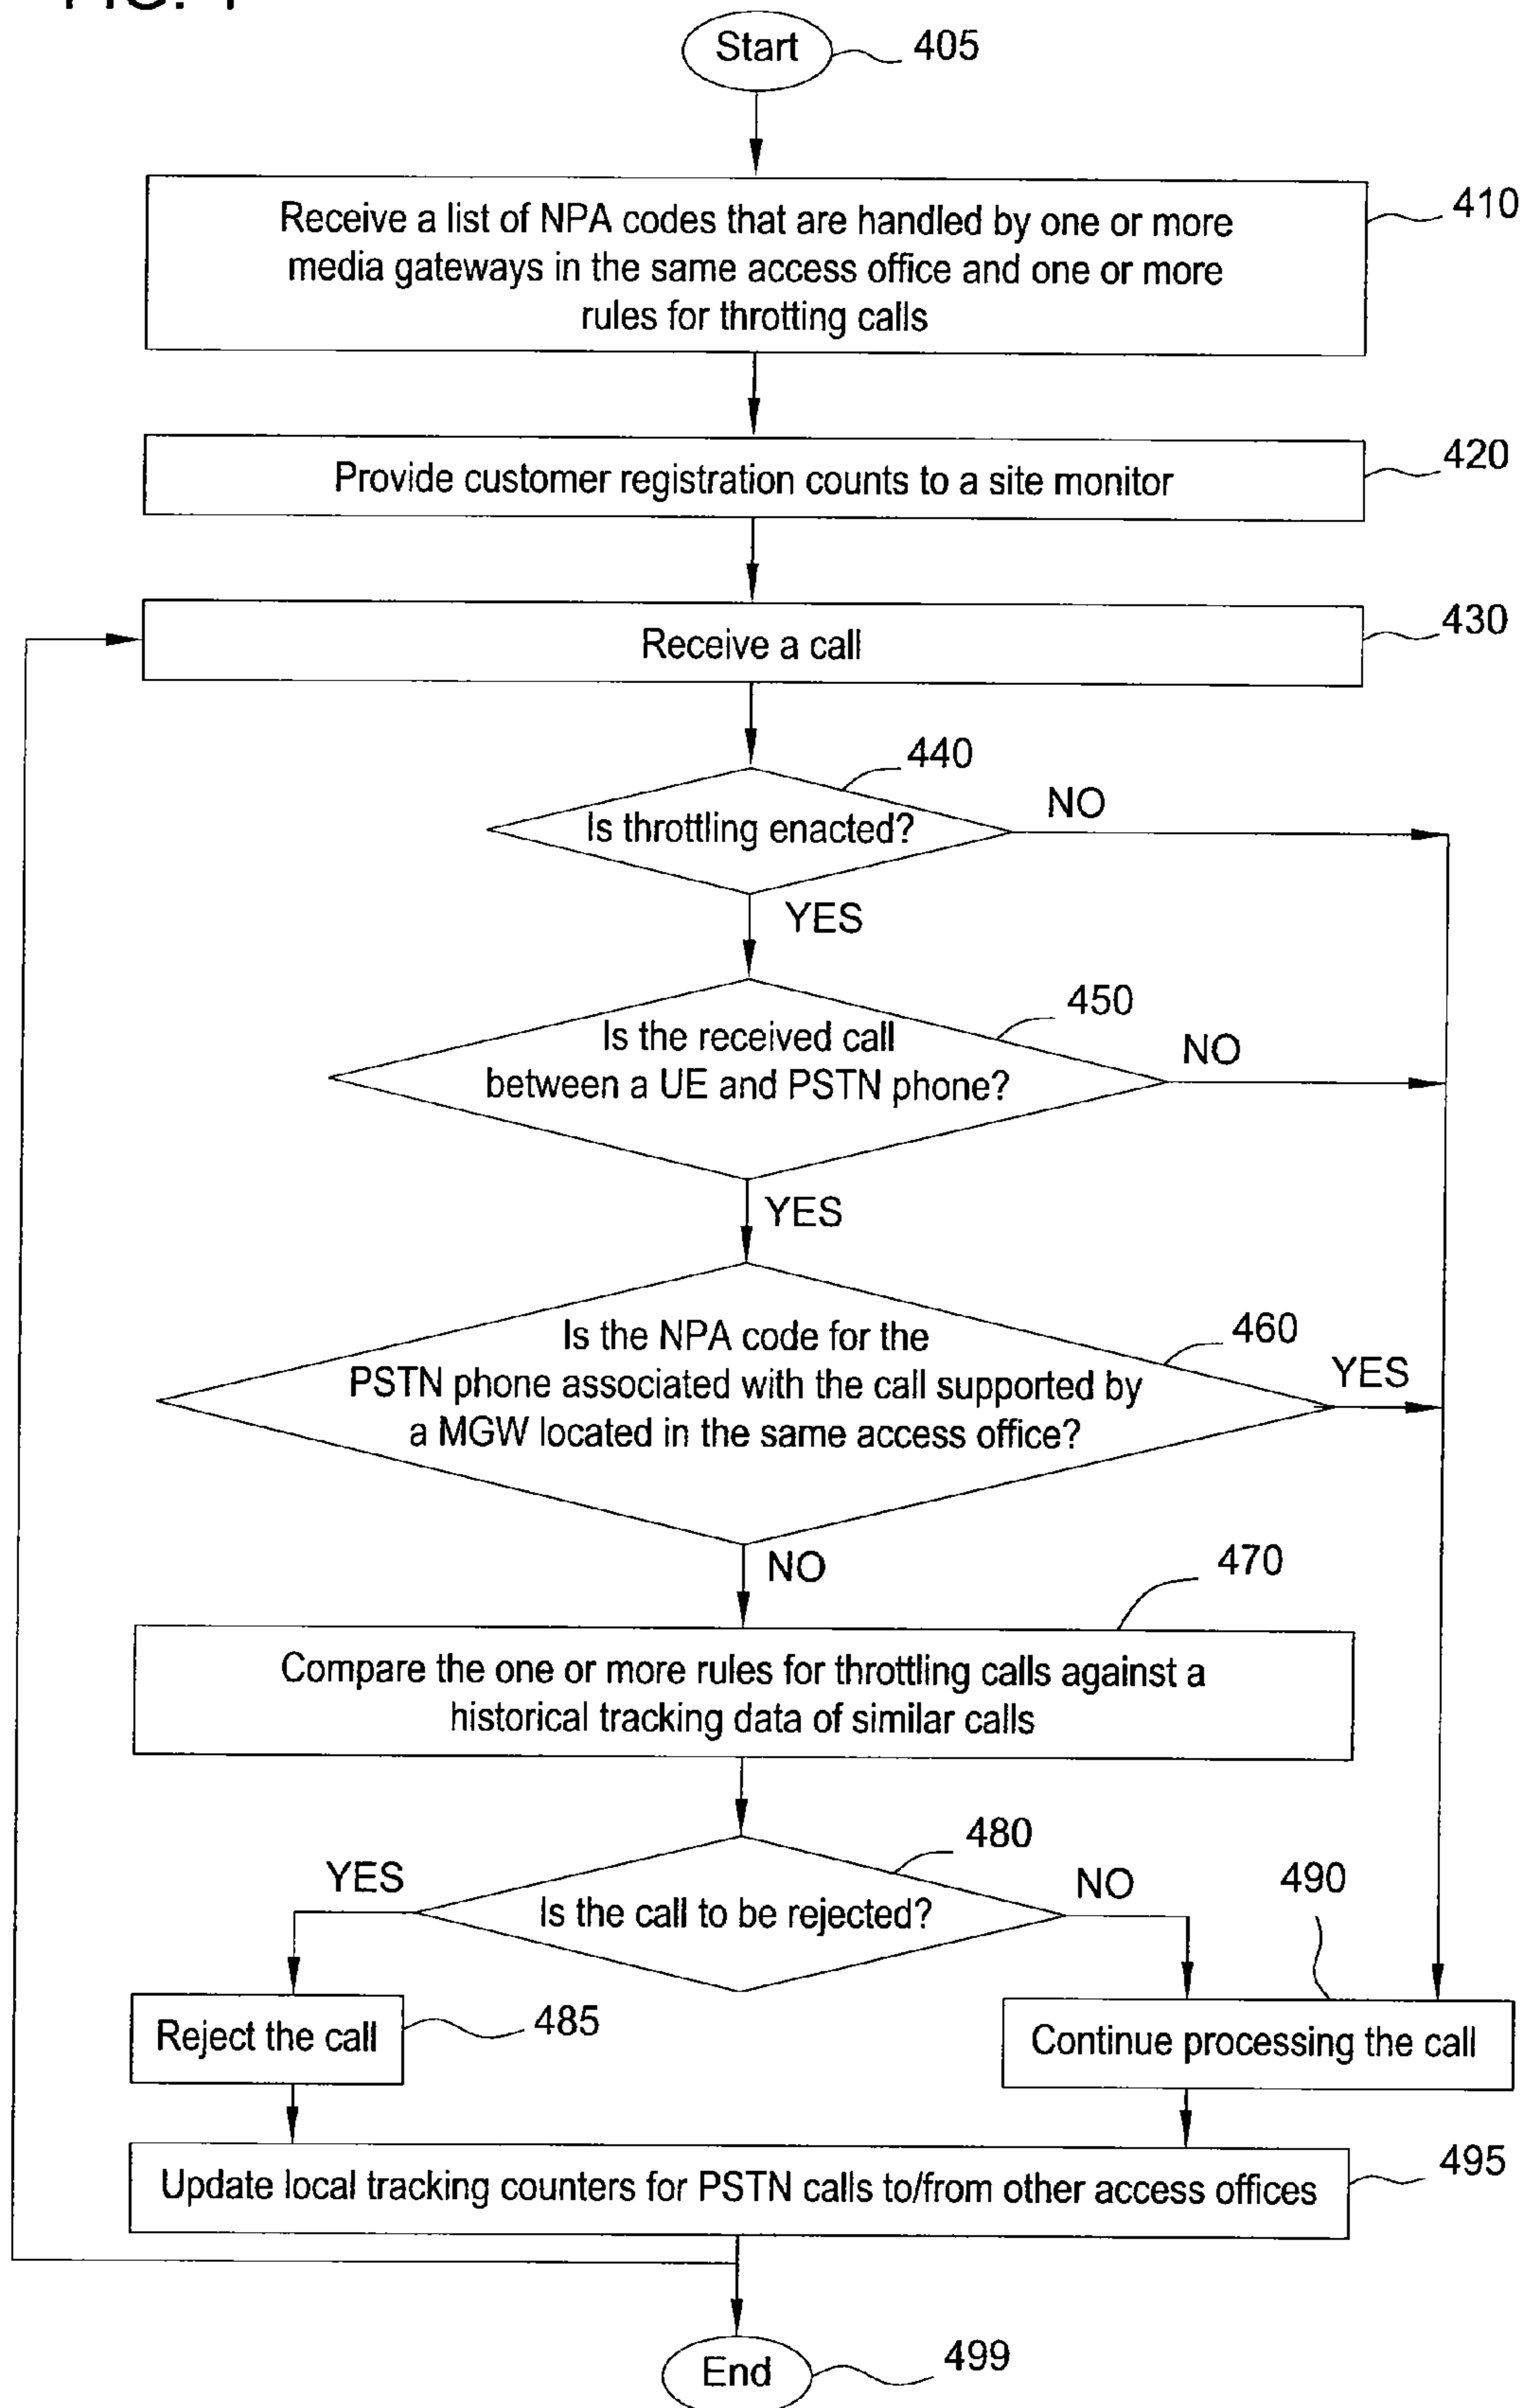 Start
405
Receive a list of NPA codes that are handled by one or more
media gateways in the same access office and one or more
rules for throtting calls
410
Provide customer registration counts to a site monitor
420
Receive a call
430
440
Is throttling enacted?
NO
YES
450
Is the received call
between a UE and PSTN phone?
NO
YES
460
Is the NPA code for the
PSTN phone associated with the call supported by
a MGW located in the same access office?
YES
NO
470
Compare the one or more rules for throttling calls against a
historical tracking data of similar calls
480
YES
Is the call to be rejected?
NO
490
Reject the call
485
Continue processing the call
Update local tracking counters for PSTN calls to/from other access offices
495
End
499